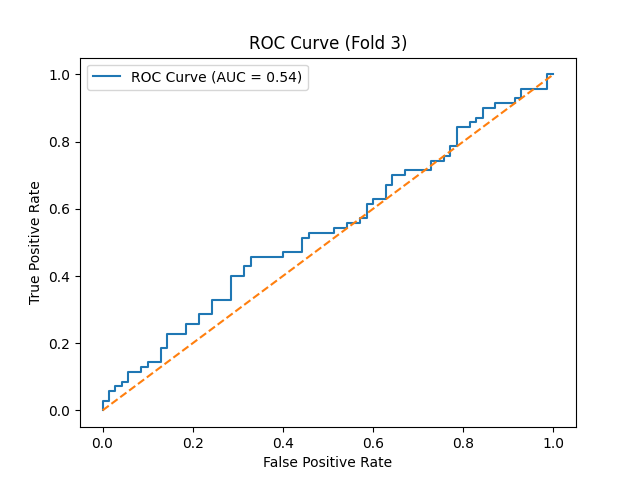 ROC Curve (Fold 3)
ROC Curve (AUC = 0.54)
1.0
0.8
0.6
0.4
0.2
0.0
True Positive Rate
0.0 0.2 0.4 0.6 0.8 1.0
False Positive Rate